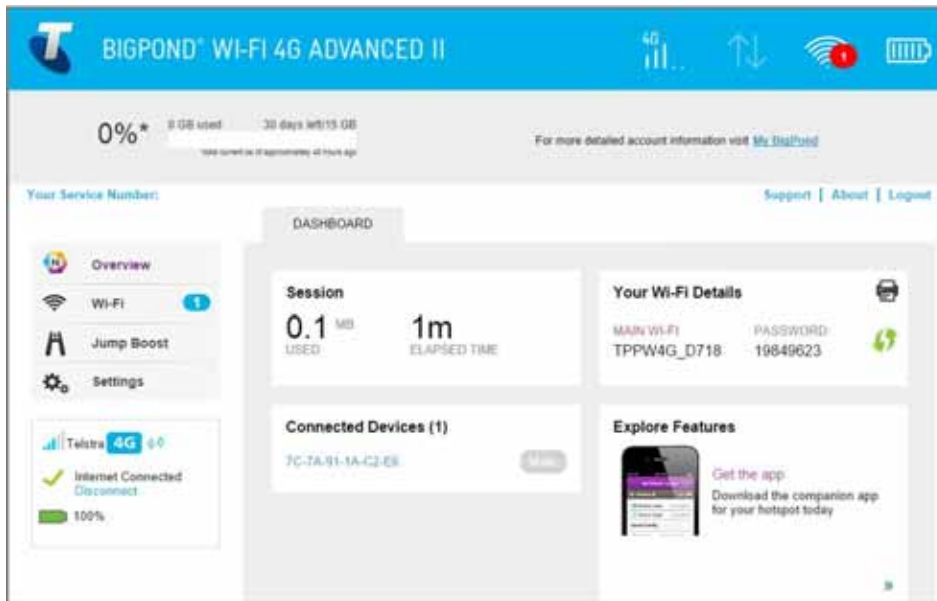 BIGPOND® WI-FI 4G ADVANCED II
4G
1
0%* 0 GB used 30 days left/15 GB
For more detailed account information visit My BigPond
Your Service Number:
Support | About | Logout
DASHBOARD
Overview
Wi-Fi 1
Jump Boost
Settings
Telstra 4G
Internet Connected
Disconnect
100%
Session
0.1 MB 1m
USED ELAPSED TIME
Your Wi-Fi Details
MAIN WI-FI PASSWORD
TPPW4G_D718 19849623
Connected Devices (1)
7C-7A-91-1A-C2-E6
Explore Features
Get the app
Download the companion app
for your hotspot today
»